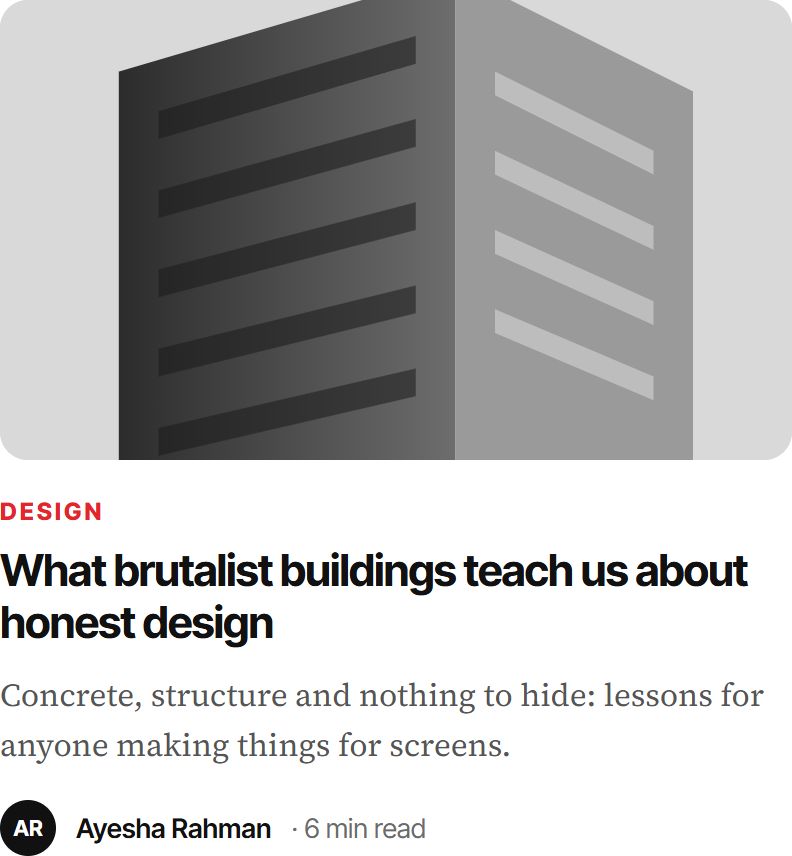 DESIGN
What brutalist buildings teach us about
honest design
Concrete, structure and nothing to hide: lessons for
anyone making things for screens.
AR Ayesha Rahman · 6 min read